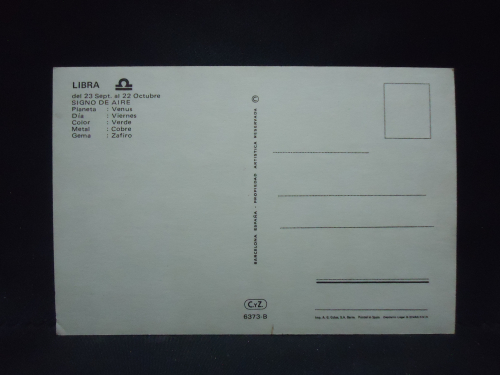 LIBRA ♎
del 23 Sept. al 22 Octubre
SIGNO DE AIRE
Planeta : Venus
Día : Viernes
Color : Verde
Metal : Cobre
Gema : Zafiro
BARCELONA ESPAÑA - PROPIEDAD ARTISTICA RESERVADA ©
C.yZ.
6373-B